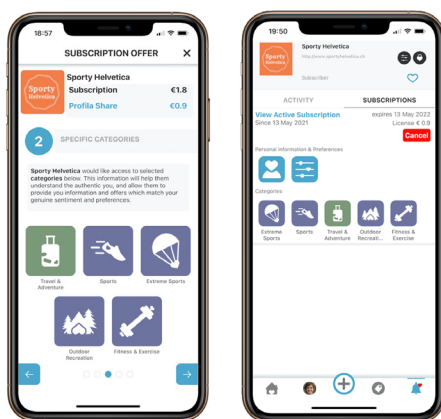 18:57
SUBSCRIPTION OFFER
Sporty Helvetica
Sporty Helvetica
Subscription €1.8
Profila Share €0.9
2 SPECIFIC CATEGORIES
Sporty Helvetica would like to access to selected
categories below. This information will help them
understand the authentic you, and allow them to
provide you information and offers which match your
genuine sentiment and preferences.
Travel &
Adventure
Sports
Extreme Sports
Outdoor
Recreation
Fitness & Exercise
19:50
Sporty Helvetica
Sporty Helvetica
http://www.sportyhelvetica.ch
Subscriber
ACTIVITY SUBSCRIPTIONS
View Active Subscription expires 13 May 2022
Since 13 May 2021 License € 0.9
Cancel
Personal Information & Preferences
Categories
Extreme
Sports
Sports
Travel &
Adventure
Outdoor
Recreati...
Fitness &
Exercise